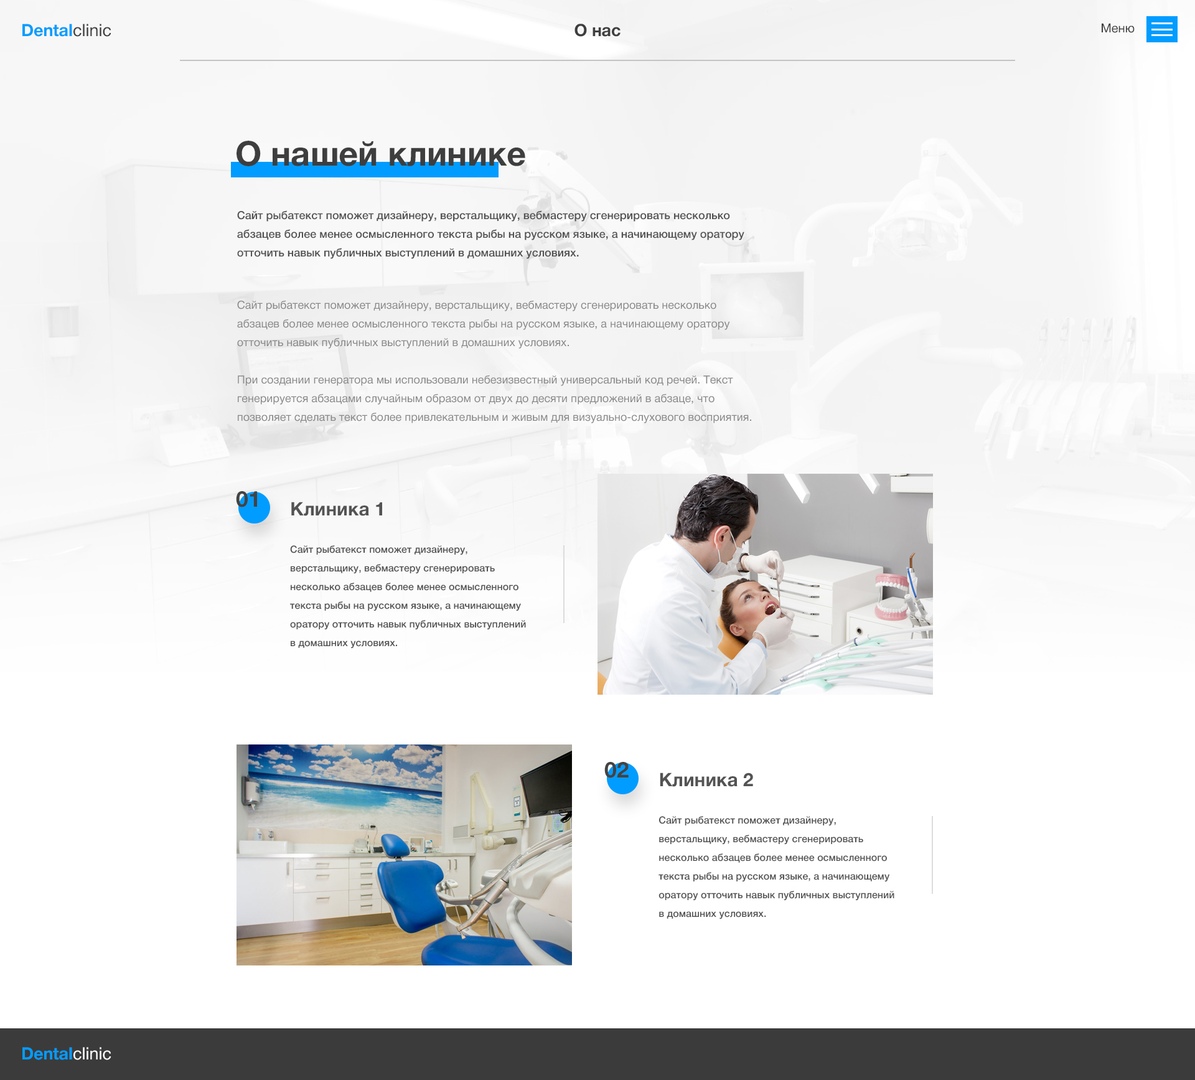 Dentalclinic
О нас
Меню
О нашей клинике
Сайт рыбатекст поможет дизайнеру, верстальщику, вебмастеру сгенерировать несколько
абзацев более менее осмысленного текста рыбы на русском языке, а начинающему оратору
отточить навык публичных выступлений в домашних условиях.
Сайт рыбатекст поможет дизайнеру, верстальщику, вебмастеру сгенерировать несколько
абзацев более менее осмысленного текста рыбы на русском языке, а начинающему оратору
отточить навык публичных выступлений в домашних условиях.
При создании генератора мы использовали небезизвестный универсальный код речей. Текст
генерируется абзацами случайным образом от двух до десяти предложений в абзаце, что
позволяет сделать текст более привлекательным и живым для визуально-слухового восприятия.
01
Клиника 1
Сайт рыбатекст поможет дизайнеру,
верстальщику, вебмастеру сгенерировать
несколько абзацев более менее осмысленного
текста рыбы на русском языке, а начинающему
оратору отточить навык публичных выступлений
в домашних условиях.
02
Клиника 2
Сайт рыбатекст поможет дизайнеру,
верстальщику, вебмастеру сгенерировать
несколько абзацев более менее осмысленного
текста рыбы на русском языке, а начинающему
оратору отточить навык публичных выступлений
в домашних условиях.
Dentalclinic